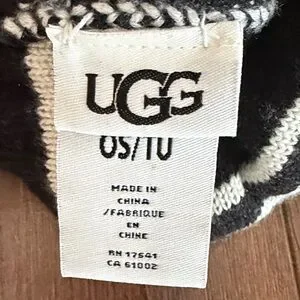 UGG
OS/TU
MADE IN
CHINA
/FABRIQUE
EN
CHINE
RN 17641
CA 61002